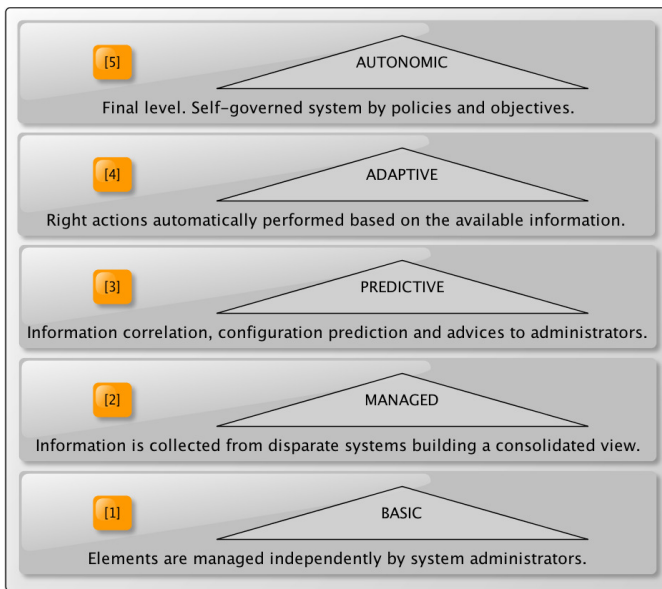 [5]
AUTONOMIC
Final level. Self-governed system by policies and objectives.
[4]
ADAPTIVE
Right actions automatically performed based on the available information.
[3]
PREDICTIVE
Information correlation, configuration prediction and advices to administrators.
[2]
MANAGED
Information is collected from disparate systems building a consolidated view.
[1]
BASIC
Elements are managed independently by system administrators.